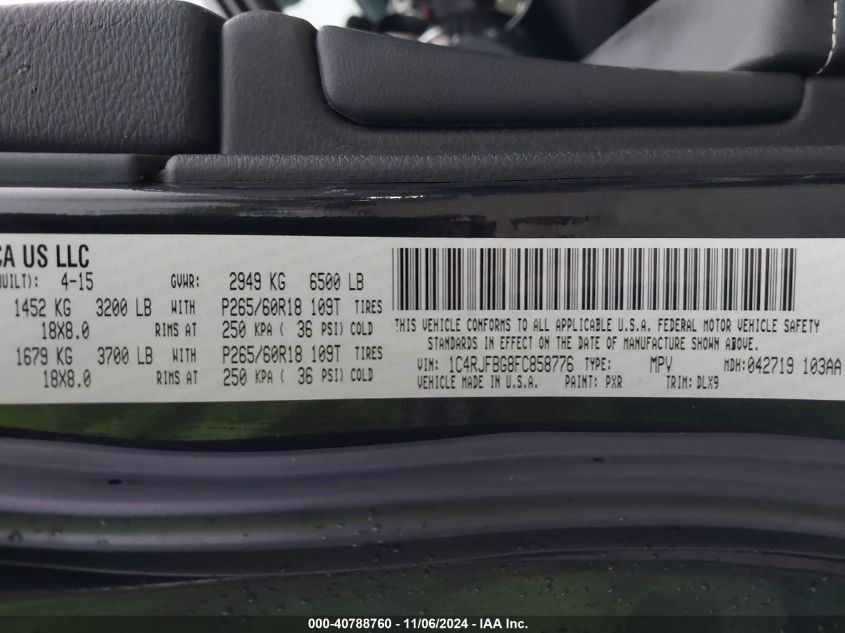 CA US LLC
BUILT): 4-15 GVWR: 2949 KG 6500 LB
1452 KG 3200 LB WITH P265/60R18 109T TIRES
18X8.0 RIMS AT 250 KPA ( 36 PSI) COLD
1679 KG 3700 LB WITH P265/60R18 109T TIRES
18X8.0 RIMS AT 250 KPA ( 36 PSI) COLD
THIS VEHICLE CONFORMS TO ALL APPLICABLE U.S.A. FEDERAL MOTOR VEHICLE SAFETY
STANDARDS IN EFFECT ON THE DATE OF MANUFACTURE SHOWN ABOVE.
VIN: 1C4RJFBG8FC858776 TYPE: MPV MDH:042719 103AA
VEHICLE MADE IN U.S.A. PAINT: PXR TRIM:DLX9
000-40788760 - 11/06/2024 - IAA Inc.